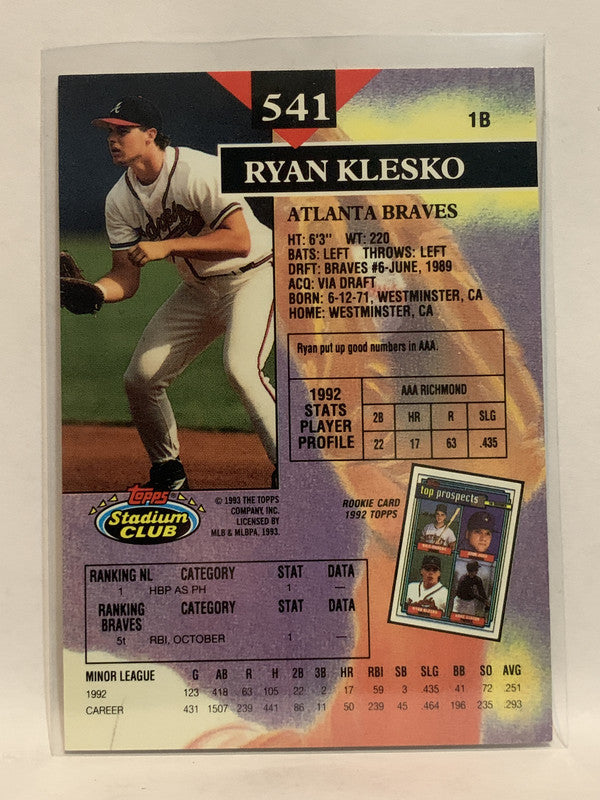 541
1B
RYAN KLESKO
ATLANTA BRAVES
HT: 6'3" WT: 220
BATS: LEFT THROWS: LEFT
DRFT: BRAVES #6-JUNE, 1989
ACQ: VIA DRAFT
BORN: 6-12-71, WESTMINSTER, CA
HOME: WESTMINSTER, CA
Ryan put up good numbers in AAA.
1992 STATS PLAYER PROFILE
AAA RICHMOND
2B HR R SLG
22 17 63 .435
Topps
Stadium
CLUB
© 1993 THE TOPPS
COMPANY, INC.
LICENSED BY
MLB & MLBPA, 1993.
ROOKIE CARD
1992 TOPPS
top prospects
RYAN KLESKO
RANKING NL CATEGORY STAT DATA
1 HBP AS PH 1 —
RANKING BRAVES CATEGORY STAT DATA
5t RBI, OCTOBER 1 —
MINOR LEAGUE G AB R H 2B 3B HR RBI SB SLG BB SO AVG
1992 123 418 63 105 22 2 17 59 3 .435 41 72 .251
CAREER 431 1507 239 441 86 11 50 239 45 .464 196 235 .293